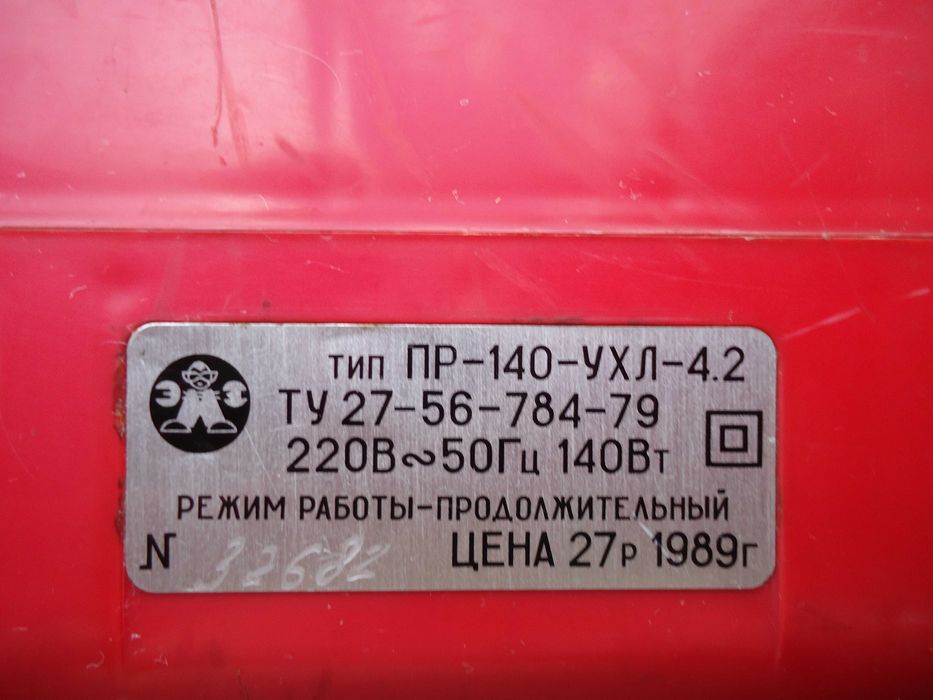 тип ПР-140-УХЛ-4.2
ТУ 27-56-784-79
220В~50Гц 140Вт
РЕЖИМ РАБОТЫ-ПРОДОЛЖИТЕЛЬНЫЙ
N 32682 ЦЕНА 27р 1989г